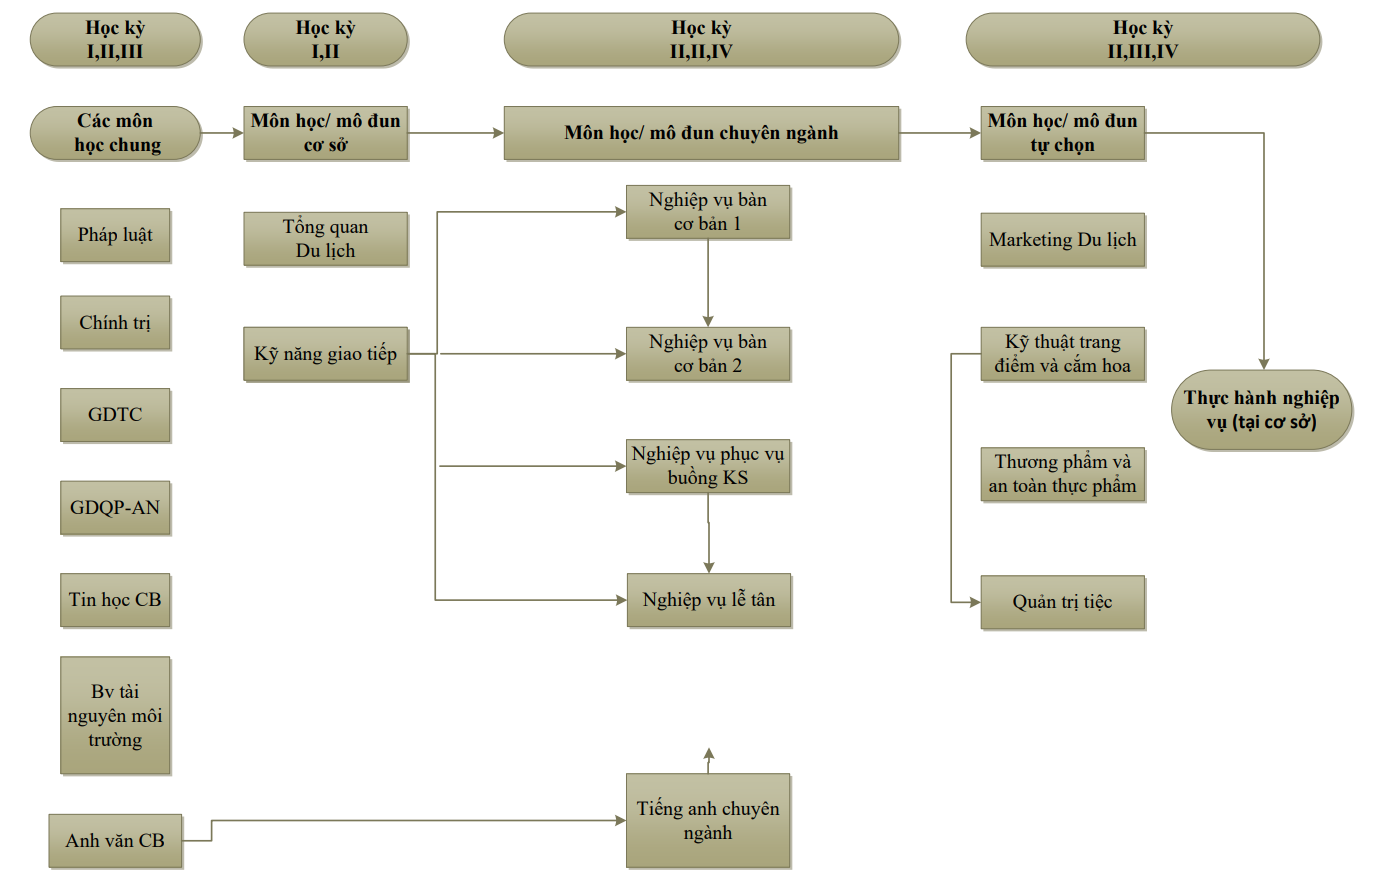 Học kỳ
I,II,III
Học kỳ
I,II
Học kỳ
II,II,IV
Học kỳ
II,III,IV
Các môn
học chung
Môn học/ mô đun
cơ sở
Môn học/ mô đun chuyên ngành
Môn học/ mô đun
tự chọn
Pháp luật
Chính trị
GDTC
GDQP-AN
Tin học CB
Bv tài
nguyên môi
trường
Anh văn CB
Tổng quan
Du lịch
Kỹ năng giao tiếp
Nghiệp vụ bàn
cơ bản 1
Nghiệp vụ bàn
cơ bản 2
Nghiệp vụ phục vụ
buồng KS
Nghiệp vụ lễ tân
Tiếng anh chuyên
ngành
Marketing Du lịch
Kỹ thuật trang
điểm và cắm hoa
Thương phẩm và
an toàn thực phẩm
Quản trị tiệc
Thực hành nghiệp
vụ (tại cơ sở)